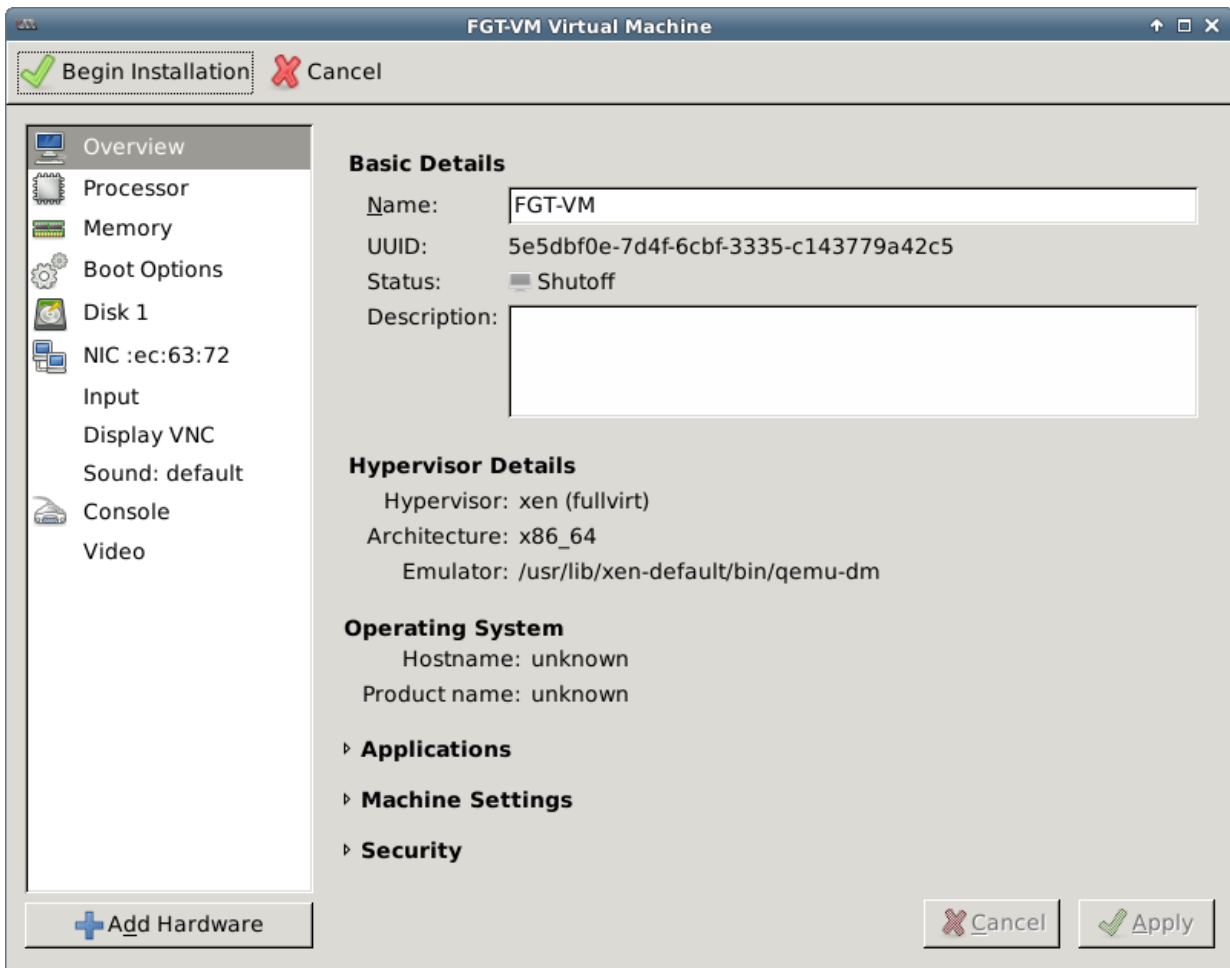 FGT-VM Virtual Machine
Begin Installation Cancel
Overview
Processor
Memory
Boot Options
Disk 1
NIC :ec:63:72
Input
Display VNC
Sound: default
Console
Video
Add Hardware
Basic Details
Name: FGT-VM
UUID: 5e5dbf0e-7d4f-6cbf-3335-c143779a42c5
Status: Shutoff
Description:
Hypervisor Details
Hypervisor: xen (fullvirt)
Architecture: x86_64
Emulator: /usr/lib/xen-default/bin/qemu-dm
Operating System
Hostname: unknown
Product name: unknown
Applications
Machine Settings
Security
Cancel Apply